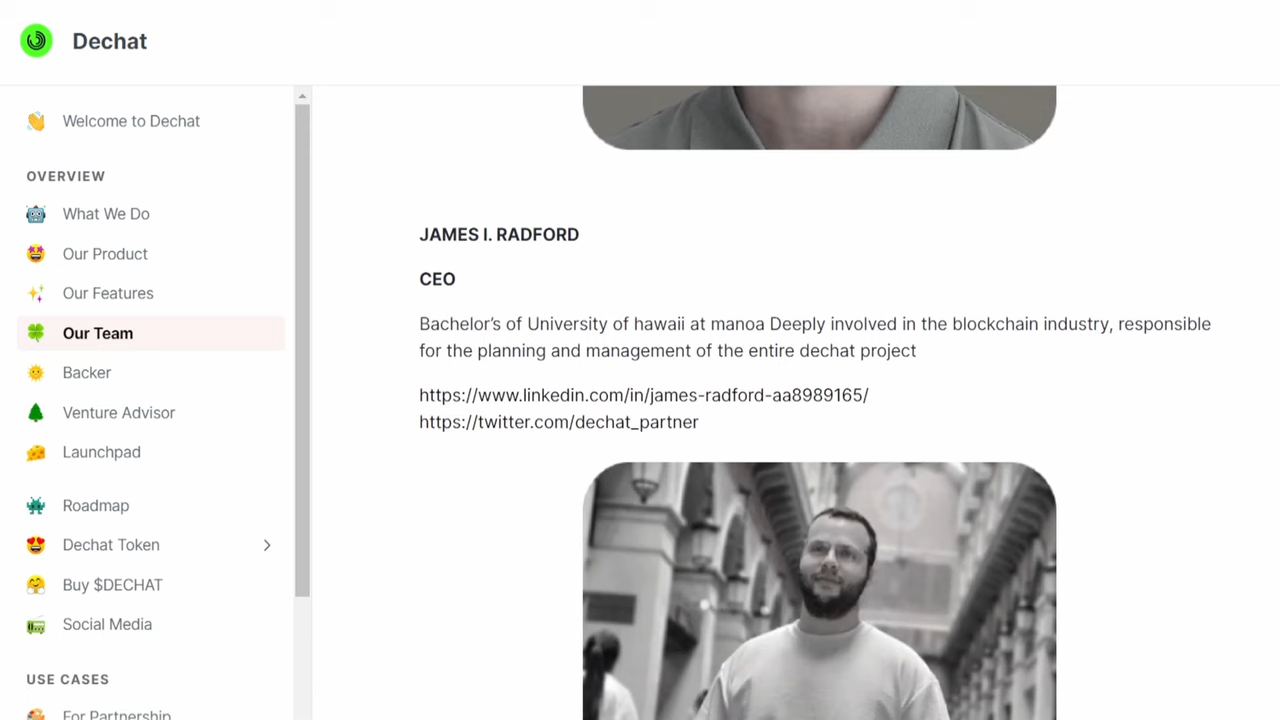 Dechat
Welcome to Dechat
OVERVIEW
What We Do
Our Product
Our Features
Our Team
Backer
Venture Advisor
Launchpad
Roadmap
Dechat Token
Buy $DECHAT
Social Media
USE CASES
For Partnership
JAMES I. RADFORD
CEO
Bachelor's of University of hawaii at manoa Deeply involved in the blockchain industry, responsible
for the planning and management of the entire dechat project
https://www.linkedin.com/in/james-radford-aa8989165/
https://twitter.com/dechat_partner